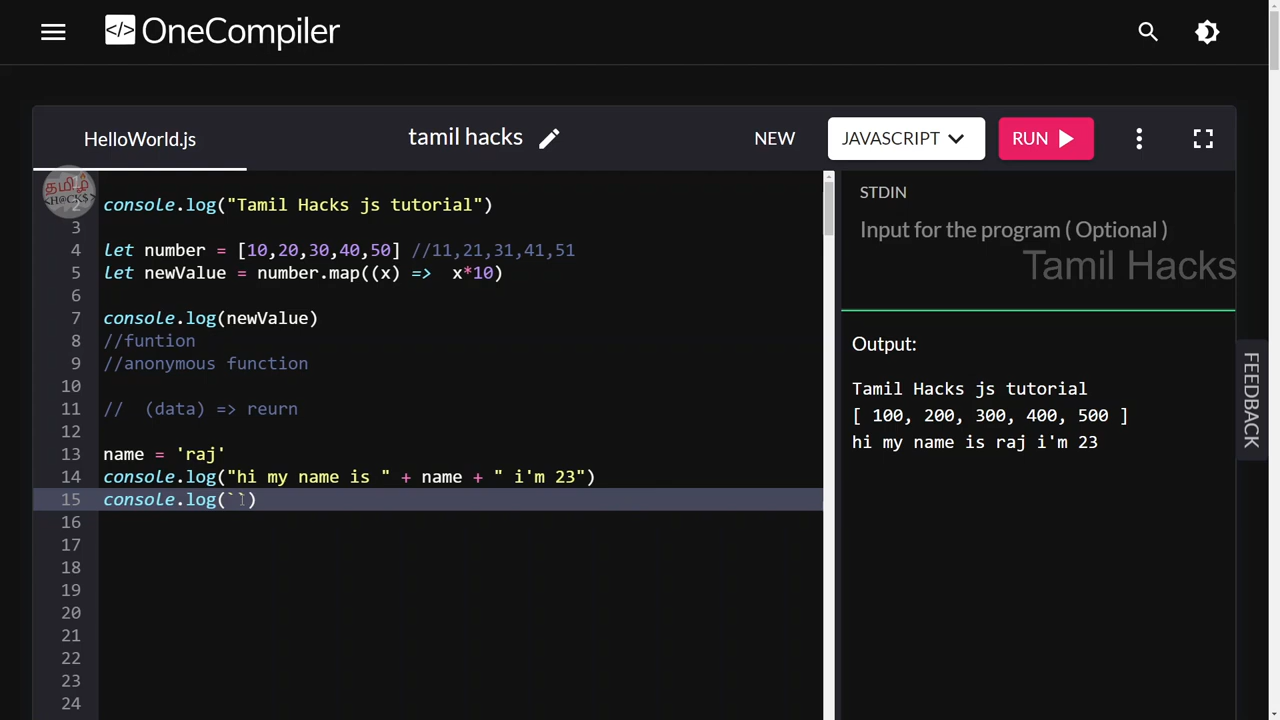 </> OneCompiler
HelloWorld.js
tamil hacks
NEW
JAVASCRIPT
RUN
தமிழ்
<H@CK$>
2 console.log("Tamil Hacks js tutorial")
3
4 let number = [10,20,30,40,50] //11,21,31,41,51
5 let newValue = number.map((x) =>  x*10)
6
7 console.log(newValue)
8 //funtion
9 //anonymous function
10
11 //  (data) => reurn
12
13 name = 'raj'
14 console.log("hi my name is " + name + " i'm 23")
15 console.log(``)
16
17
18
19
20
21
22
23
24
STDIN
Input for the program ( Optional )
Tamil Hacks
Output:
Tamil Hacks js tutorial
[ 100, 200, 300, 400, 500 ]
hi my name is raj i'm 23
FEEDBACK